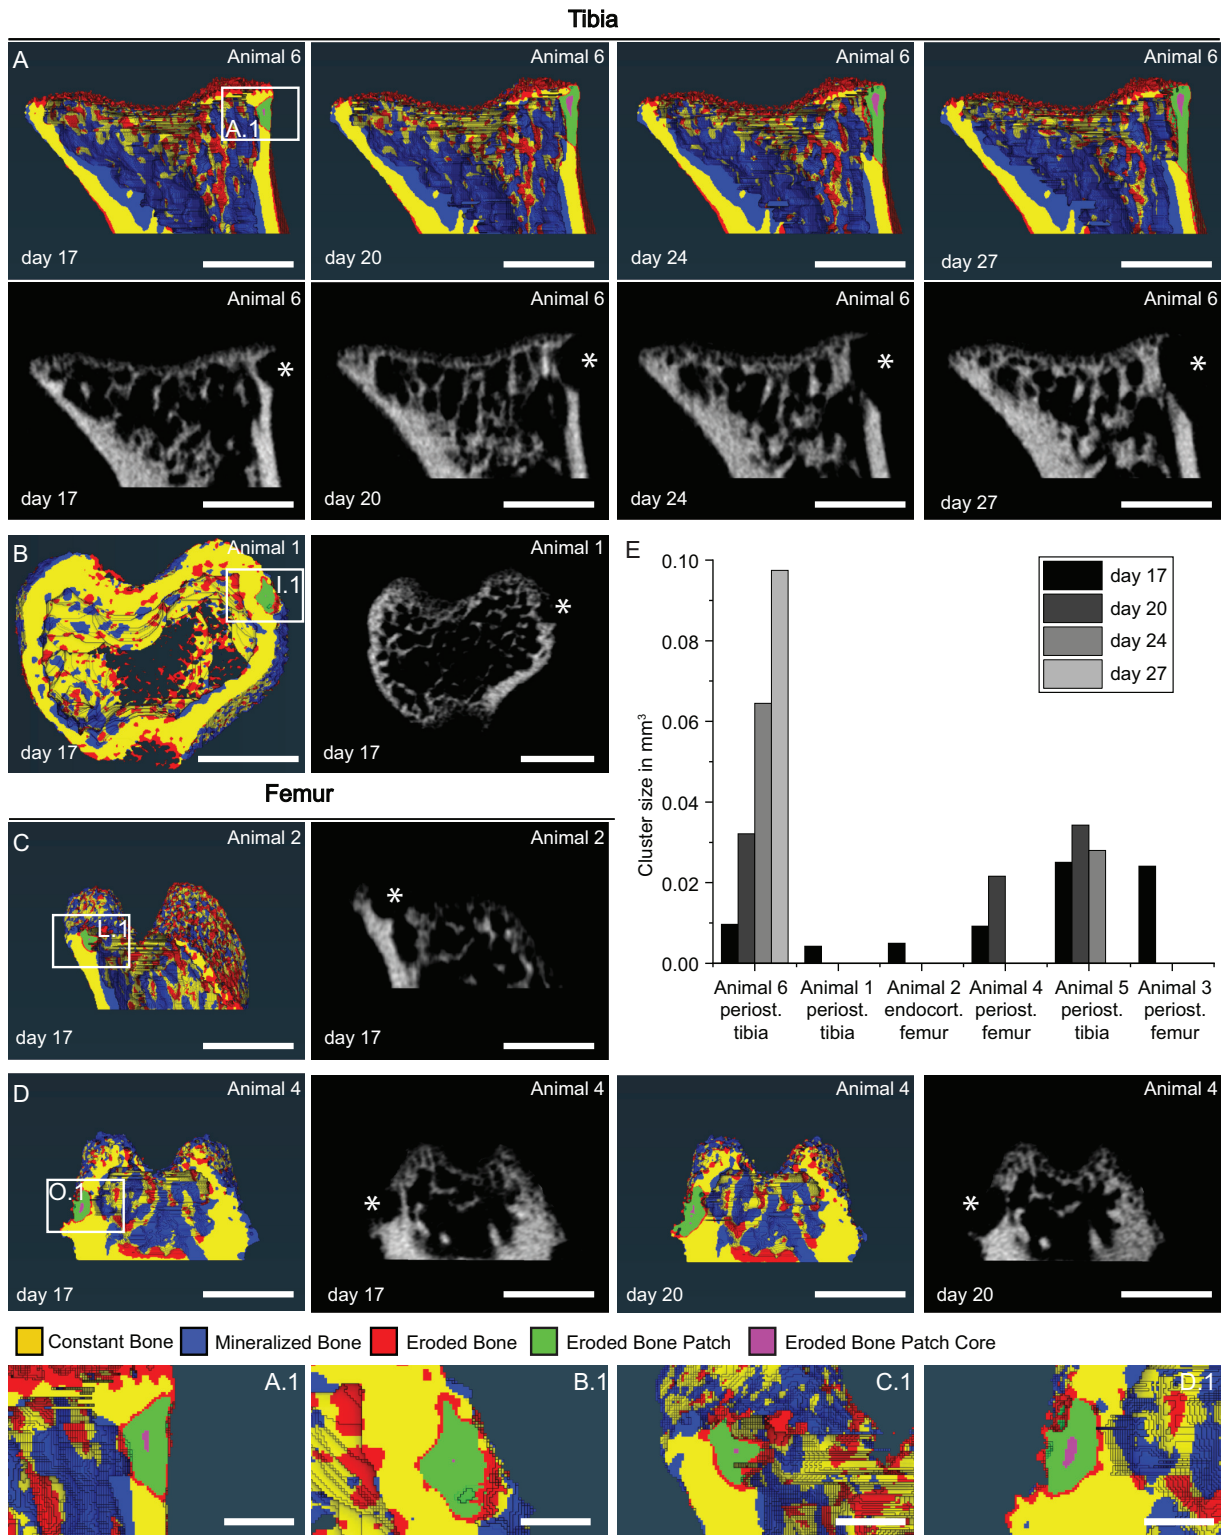 Tibia
A
Animal 6
A.1
day 17
Animal 6
day 20
Animal 6
day 24
Animal 6
day 27
Animal 6
*
day 17
Animal 6
*
day 20
Animal 6
*
day 24
Animal 6
*
day 27
B
Animal 1
I.1
day 17
Animal 1
*
day 17
Femur
C
Animal 2
L.1
day 17
Animal 2
*
day 17
E
Cluster size in mm³
0.10
0.08
0.06
0.04
0.02
0.00
day 17
day 20
day 24
day 27
Animal 6
periost.
tibia
Animal 1
periost.
tibia
Animal 2
endocort.
femur
Animal 4
periost.
femur
Animal 5
periost.
tibia
Animal 3
periost.
femur
D
Animal 4
O.1
day 17
Animal 4
*
day 17
Animal 4
day 20
Animal 4
*
day 20
Constant Bone
Mineralized Bone
Eroded Bone
Eroded Bone Patch
Eroded Bone Patch Core
A.1
B.1
C.1
D.1